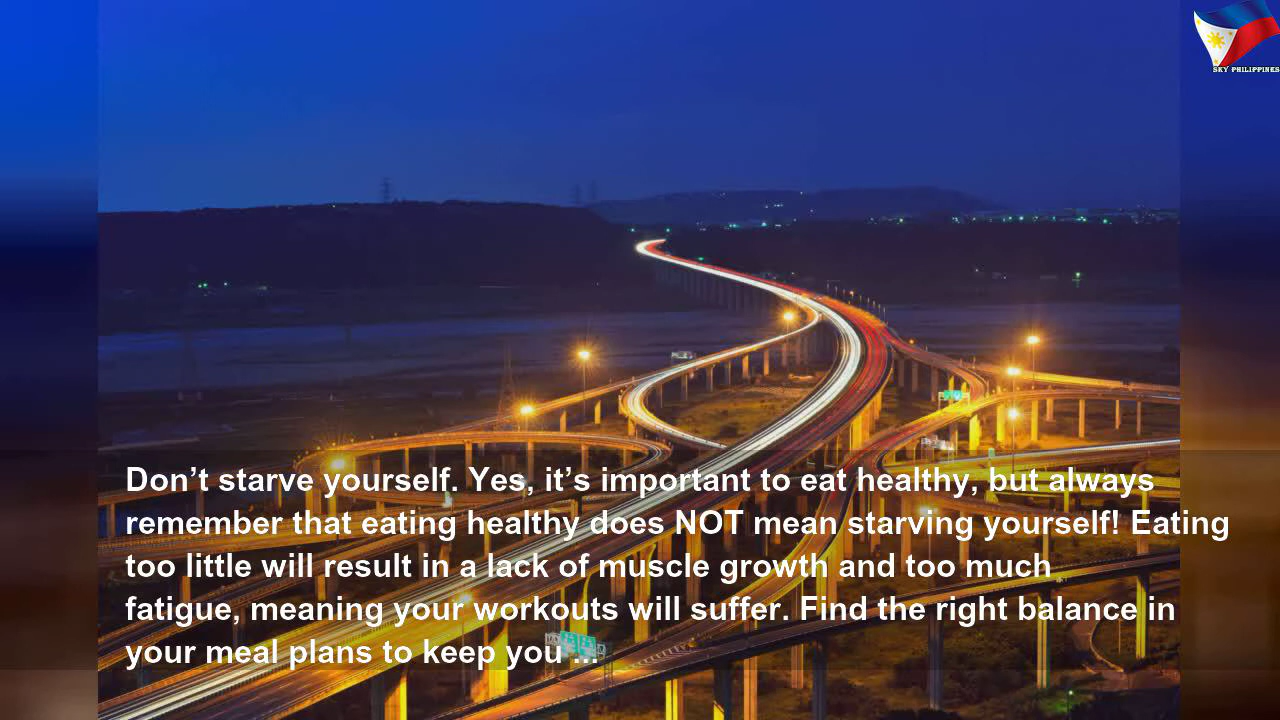 SKY PHILIPPINES
Don’t starve yourself. Yes, it’s important to eat healthy, but always
remember that eating healthy does NOT mean starving yourself! Eating
too little will result in a lack of muscle growth and too much
fatigue, meaning your workouts will suffer. Find the right balance in
your meal plans to keep you ...